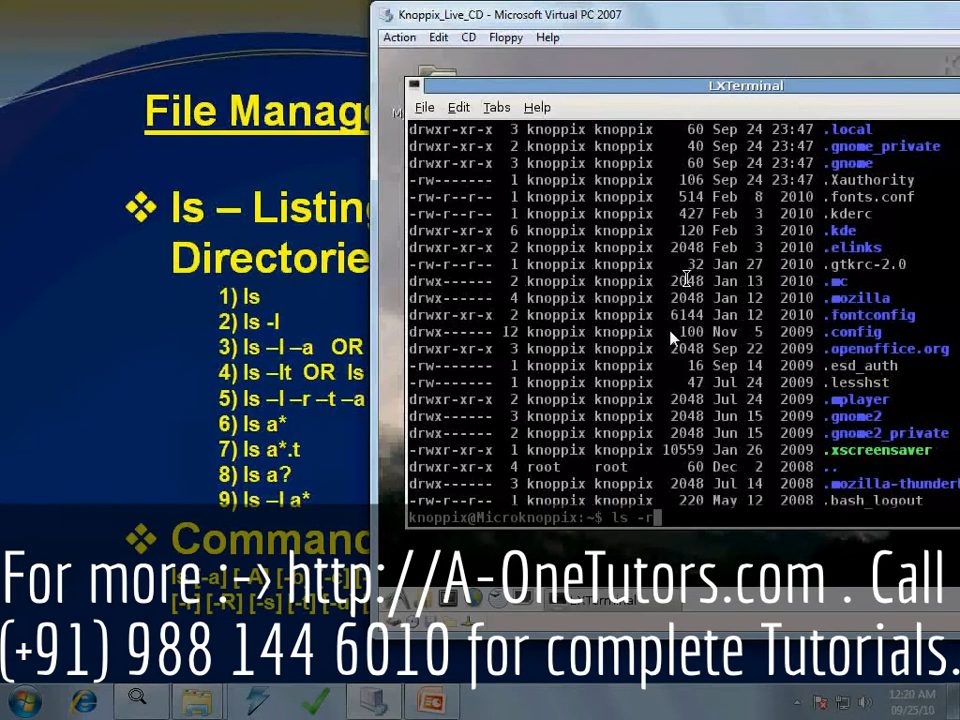 Knoppix_Live_CD - Microsoft Virtual PC 2007
Action Edit CD Floppy Help
File Manag
LXTerminal
File Edit Tabs Help
drwxr-xr-x 3 knoppix knoppix 60 Sep 24 23:47 .local
drwxr-xr-x 2 knoppix knoppix 40 Sep 24 23:47 .gnome_private
drwxr-xr-x 3 knoppix knoppix 60 Sep 24 23:47 .gnome
-rw------- 1 knoppix knoppix 106 Sep 24 23:47 .Xauthority
-rw-r--r-- 1 knoppix knoppix 514 Feb 8 2010 .fonts.conf
-rw-r--r-- 1 knoppix knoppix 427 Feb 3 2010 .kderc
drwxr-xr-x 6 knoppix knoppix 120 Feb 3 2010 .kde
drwxr-xr-x 2 knoppix knoppix 2048 Feb 3 2010 .elinks
-rw-r--r-- 1 knoppix knoppix 32 Jan 27 2010 .gtkrc-2.0
drwx------ 2 knoppix knoppix 2048 Jan 13 2010 .mc
drwx------ 4 knoppix knoppix 2048 Jan 12 2010 .mozilla
drwxr-xr-x 2 knoppix knoppix 6144 Jan 12 2010 .fontconfig
drwx------ 12 knoppix knoppix 100 Nov 5 2009 .config
drwxr-xr-x 3 knoppix knoppix 2048 Sep 22 2009 .openoffice.org
-rw------- 1 knoppix knoppix 16 Sep 14 2009 .esd_auth
-rw------- 1 knoppix knoppix 47 Jul 24 2009 .lesshst
drwxr-xr-x 2 knoppix knoppix 2048 Jul 24 2009 .mplayer
drwx------ 3 knoppix knoppix 2048 Jun 15 2009 .gnome2
drwx------ 2 knoppix knoppix 2048 Jun 15 2009 .gnome2_private
-rwxr-xr-x 1 knoppix knoppix 10559 Jan 26 2009 .xscreensaver
drwxr-xr-x 4 root root 60 Dec 2 2008 ..
drwx------ 3 knoppix knoppix 2048 Jul 15 2008 .mozilla-thunderb
-rw-r--r-- 1 knoppix knoppix 220 May 12 2008 .bash_logout
knoppix@Microknoppix:~$ ls -r
❖ ls – Listing
Directorie
1) ls
2) ls -l
3) ls –l –a OR
4) ls –lt OR ls
5) ls –l –r –t –a
6) ls a*
7) ls a*.t
8) ls a?
9) ls –l a*
❖ Command
LXTerminal
For more :-> http://A-OneTutors.com . Call
(+91) 988 144 6010 for complete Tutorials.
12:20 AM
09/25/10